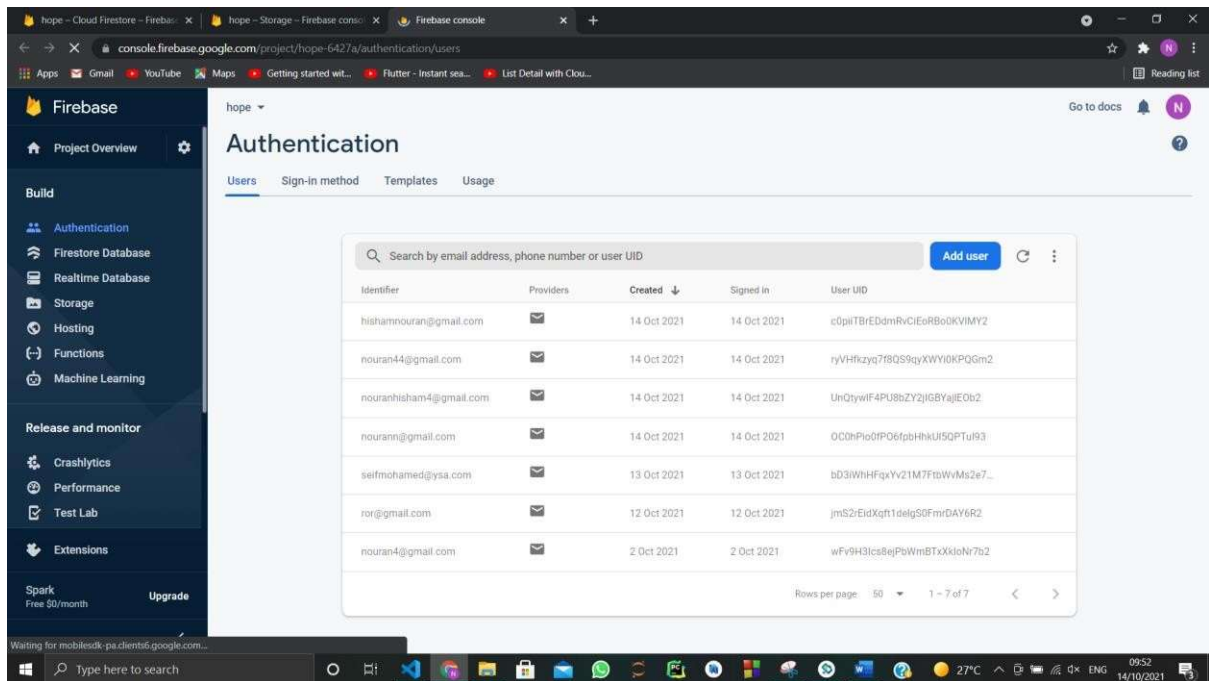 hope – Cloud Firestore – Firebas
hope – Storage – Firebase conso
Firebase console
console.firebase.google.com/project/hope-6427a/authentication/users
N
Apps Gmail YouTube Maps Getting started wit... Flutter - Instant sea... List Detail with Clou... Reading list
Firebase
hope
Go to docs
N
Project Overview
Authentication
Users Sign-in method Templates Usage
Build
Authentication
Firestore Database
Realtime Database
Storage
Hosting
Functions
Machine Learning
Release and monitor
Crashlytics
Performance
Test Lab
Extensions
Spark
Free $0/month
Upgrade
Search by email address, phone number or user UID
Add user
Identifier Providers Created Signed in User UID
hishamnouran@gmail.com 14 Oct 2021 14 Oct 2021
nouran44@gmail.com 14 Oct 2021 14 Oct 2021 ryVHfkzyq7f8QS9qyXWYi0KPQGm2
nouranhisham4@gmail.com 14 Oct 2021 14 Oct 2021
nourann@gmail.com 14 Oct 2021 14 Oct 2021
seifmohamed@ysa.com 13 Oct 2021 13 Oct 2021
ror@gmail.com 12 Oct 2021 12 Oct 2021
nouran4@gmail.com 2 Oct 2021 2 Oct 2021
Rows per page 50 1 – 7 of 7
Waiting for mobilesdk-pa.clients6.google.com...
Type here to search
27°C ENG 09:52
14/10/2021